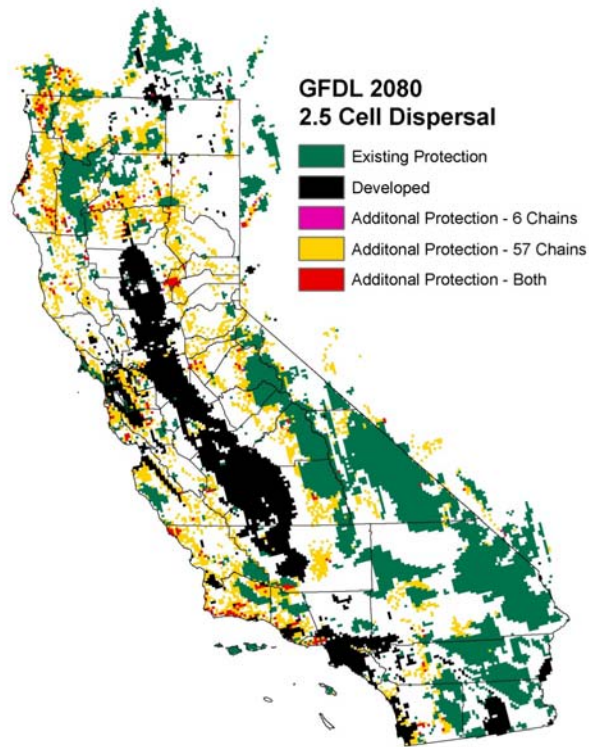 GFDL 2080
2.5 Cell Dispersal
Existing Protection
Developed
Additonal Protection - 6 Chains
Additonal Protection - 57 Chains
Additonal Protection - Both